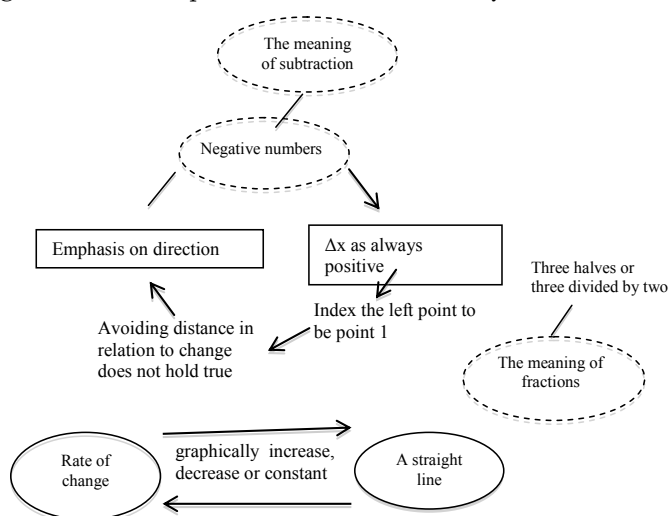 The meaning
of subtraction
Negative numbers
Emphasis on direction
Δx as always
positive
Three halves or
three divided by two
Index the left point to
be point 1
Avoiding distance in
relation to change
does not hold true
The meaning of
fractions
Rate of
change
graphically increase,
decrease or constant
A straight
line